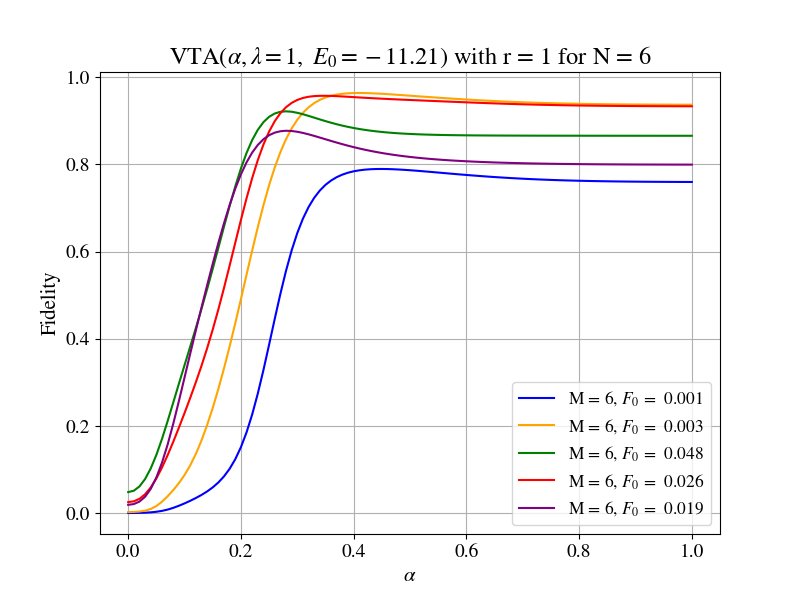 VTA(α, λ = 1, E₀ = −11.21) with r = 1 for N = 6
Fidelity
1.0
0.8
0.6
0.4
0.2
0.0
0.0 0.2 0.4 0.6 0.8 1.0
α
M = 6, F₀ = 0.001
M = 6, F₀ = 0.003
M = 6, F₀ = 0.048
M = 6, F₀ = 0.026
M = 6, F₀ = 0.019